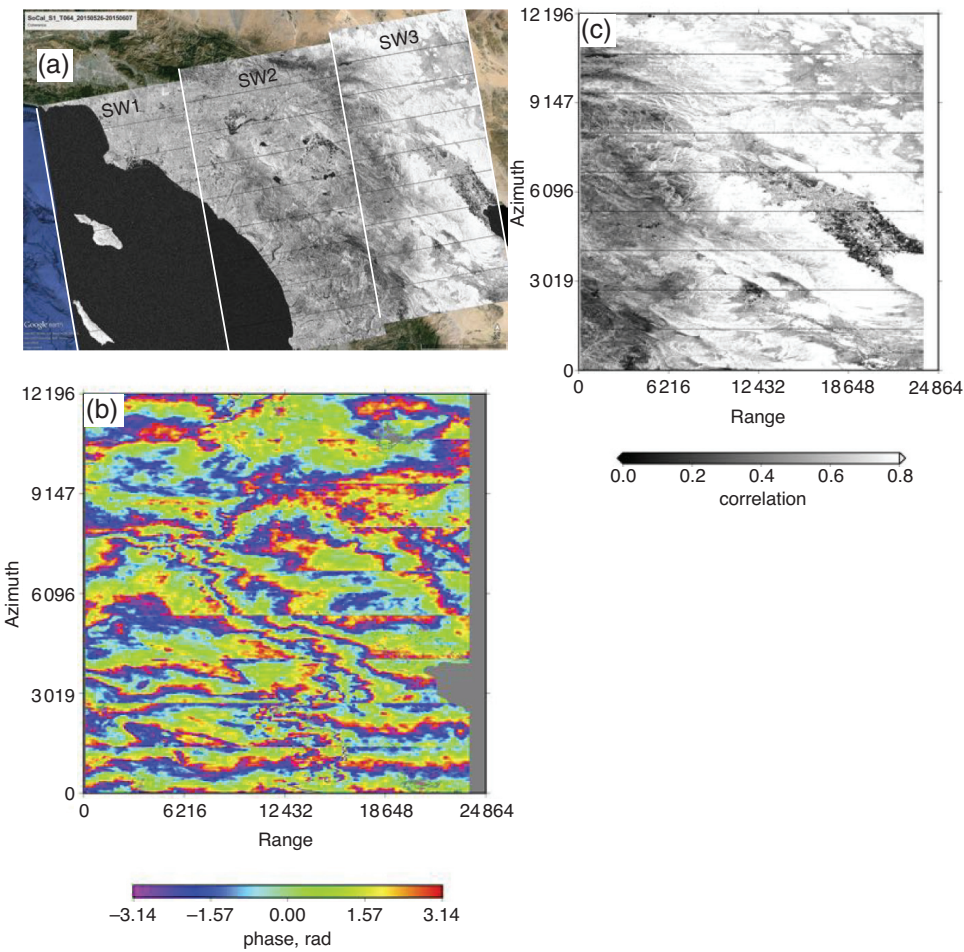 SoCal_S1_T064_20150526-20150607
(a)
SW1
SW2
SW3
Google earth
(c)
12 196
9 147
6 096
3 019
0
Azimuth
0
6 216
12 432
18 648
24 864
Range
0.0
0.2
0.4
0.6
0.8
correlation
(b)
12 196
9 147
6 096
3 019
0
Azimuth
0
6 216
12 432
18 648
24 864
Range
−3.14
−1.57
0.00
1.57
3.14
phase, rad